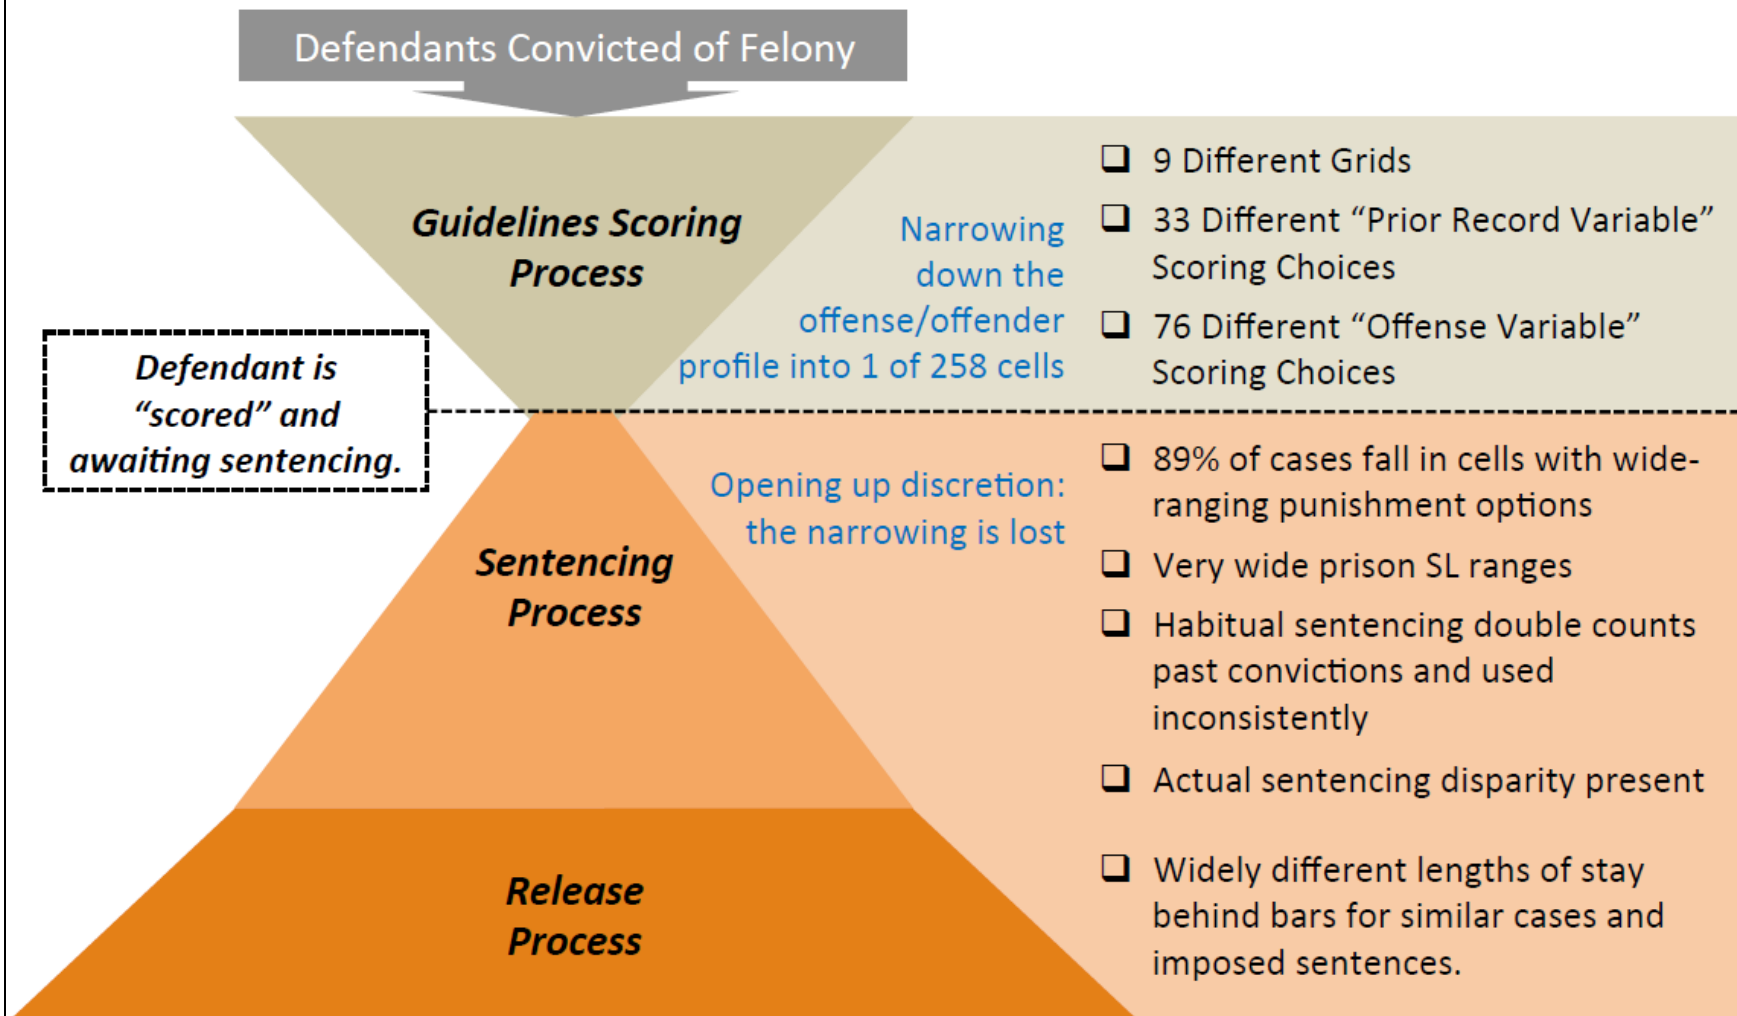 Defendants Convicted of Felony
Guidelines Scoring
Process
Narrowing
down the
offense/offender
profile into 1 of 258 cells
❑ 9 Different Grids
❑ 33 Different “Prior Record Variable”
Scoring Choices
❑ 76 Different “Offense Variable”
Scoring Choices
Defendant is
“scored” and
awaiting sentencing.
Sentencing
Process
Opening up discretion:
the narrowing is lost
❑ 89% of cases fall in cells with wide-
ranging punishment options
❑ Very wide prison SL ranges
❑ Habitual sentencing double counts
past convictions and used
inconsistently
❑ Actual sentencing disparity present
Release
Process
❑ Widely different lengths of stay
behind bars for similar cases and
imposed sentences.